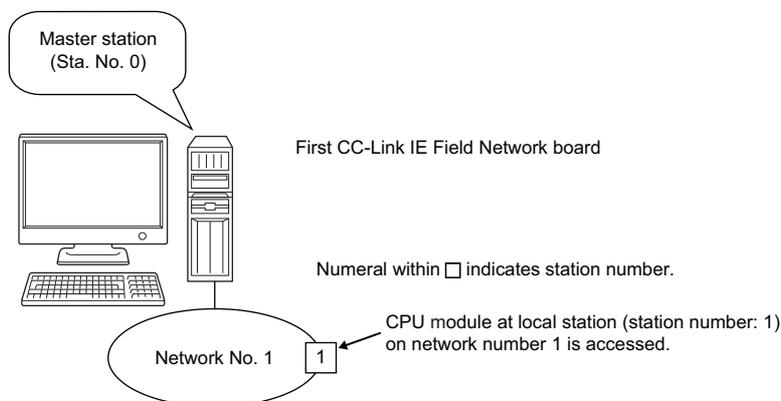 Master station
(Sta. No. 0)
First CC-Link IE Field Network board
Numeral within □ indicates station number.
CPU module at local station (station number: 1)
on network number 1 is accessed.
Network No. 1
1